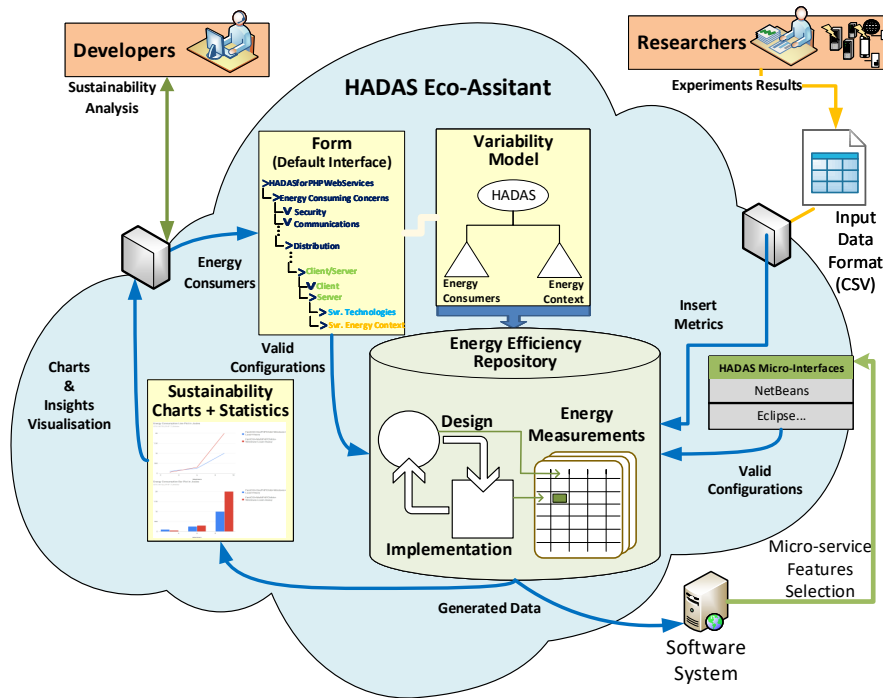 Developers
Sustainability
Analysis
Researchers
Experiments Results
HADAS Eco-Assitant
Form
(Default Interface)
>HADASforPHPWebServices
>Energy Consuming Concerns
V Security
V Communications
>Distribution
>Client/Server
V Client
>Server
>Svr. Technologies
>Svr. Energy Context
Variability
Model
HADAS
Energy
Consumers
Energy
Context
Input
Data
Format
(CSV)
Energy
Consumers
Insert
Metrics
Valid
Configurations
Energy Efficiency
Repository
Design
Energy
Measurements
Implementation
HADAS Micro-Interfaces
NetBeans
Eclipse...
Valid
Configurations
Charts
&
Insights
Visualisation
Sustainability
Charts + Statistics
Generated Data
Micro-service
Features
Selection
Software
System